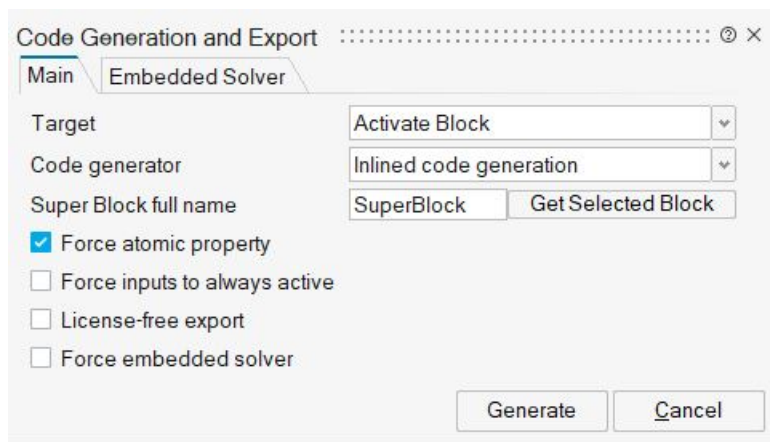 Code Generation and Export
Main Embedded Solver
Target Activate Block
Code generator Inlined code generation
Super Block full name SuperBlock Get Selected Block
Force atomic property
Force inputs to always active
License-free export
Force embedded solver
Generate Cancel